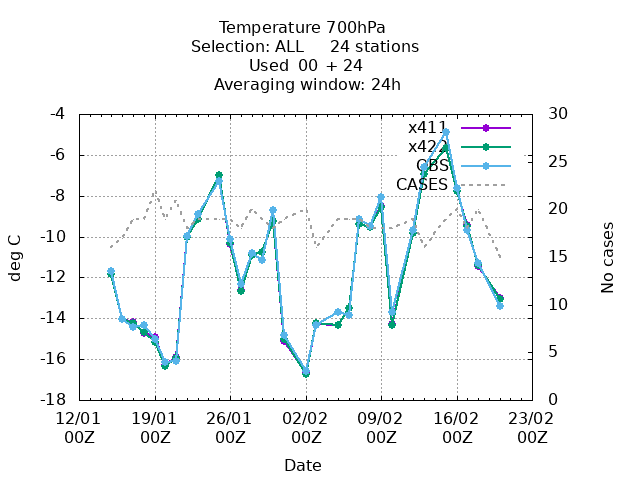 Temperature 700hPa
Selection: ALL     24 stations
Used  00  + 24
Averaging window: 24h
-4
-6
-8
-10
-12
-14
-16
-18
30
25
20
15
10
5
0
x411
x422
OBS
CASES
deg C
No cases
12/01 19/01 26/01 02/02 09/02 16/02 23/02
00Z 00Z 00Z 00Z 00Z 00Z 00Z
Date